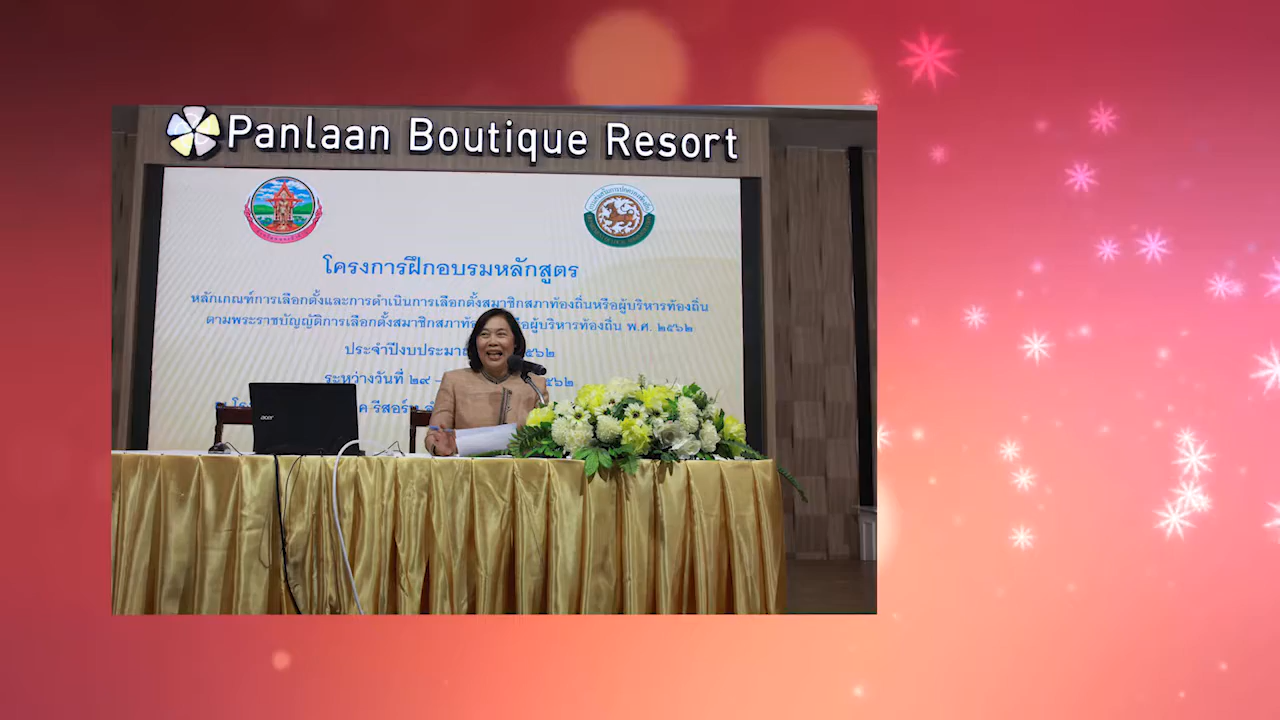 Panlaan Boutique Resort
โครงการฝึกอบรมหลักสูตร
หลักเกณฑ์การเลือกตั้งและการดำเนินการเลือกตั้งสมาชิกสภาท้องถิ่นหรือผู้บริหารท้องถิ่น
ตามพระราชบัญญัติการเลือกตั้งสมาชิกสภาท้องถิ่นหรือผู้บริหารท้องถิ่น พ.ศ. ๒๕๖๒
ประจำปีงบประมาณ ๒๕๖๒
ระหว่างวันที่ ๒๙ -
รีสอร์ท
acer